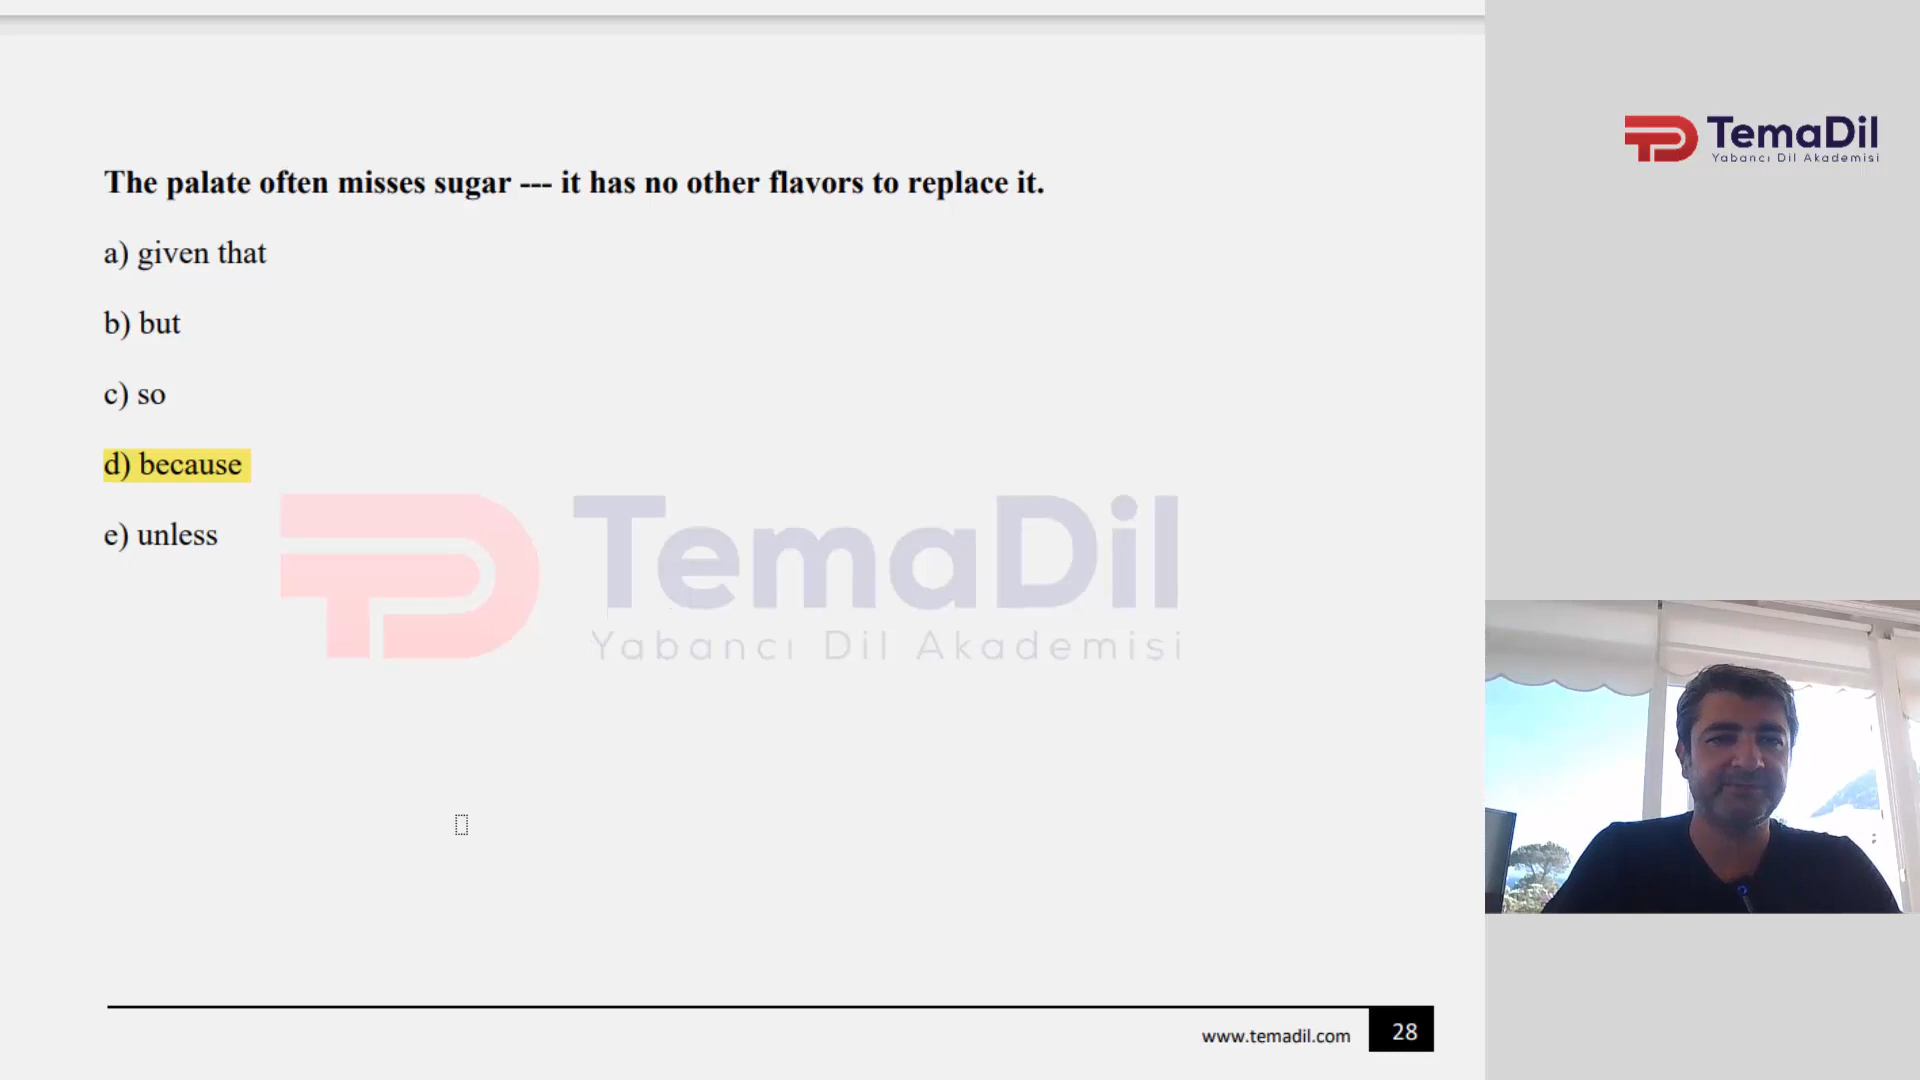 TemaDil
Yabancı Dil Akademisi
The palate often misses sugar --- it has no other flavors to replace it.
a) given that
b) but
c) so
d) because
e) unless
TemaDil
Yabancı Dil Akademisi
www.temadil.com
28